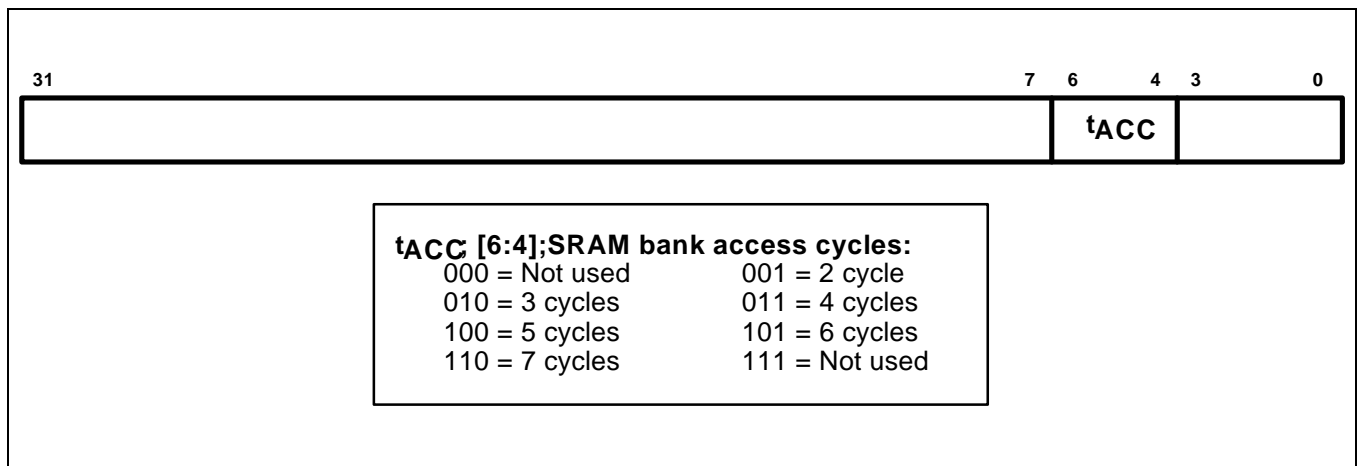 31 7 6 4 3 0
tACC
tACC; [6:4];SRAM bank access cycles:
000 = Not used 001 = 2 cycle
010 = 3 cycles 011 = 4 cycles
100 = 5 cycles 101 = 6 cycles
110 = 7 cycles 111 = Not used